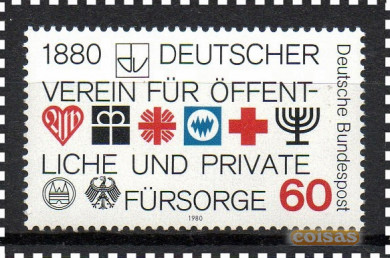 1880 DEUTSCHER
VEREIN FÜR ÖFFENT-
LICHE UND PRIVATE
FÜRSORGE 60
1980
Deutsche Bundespost
coisas